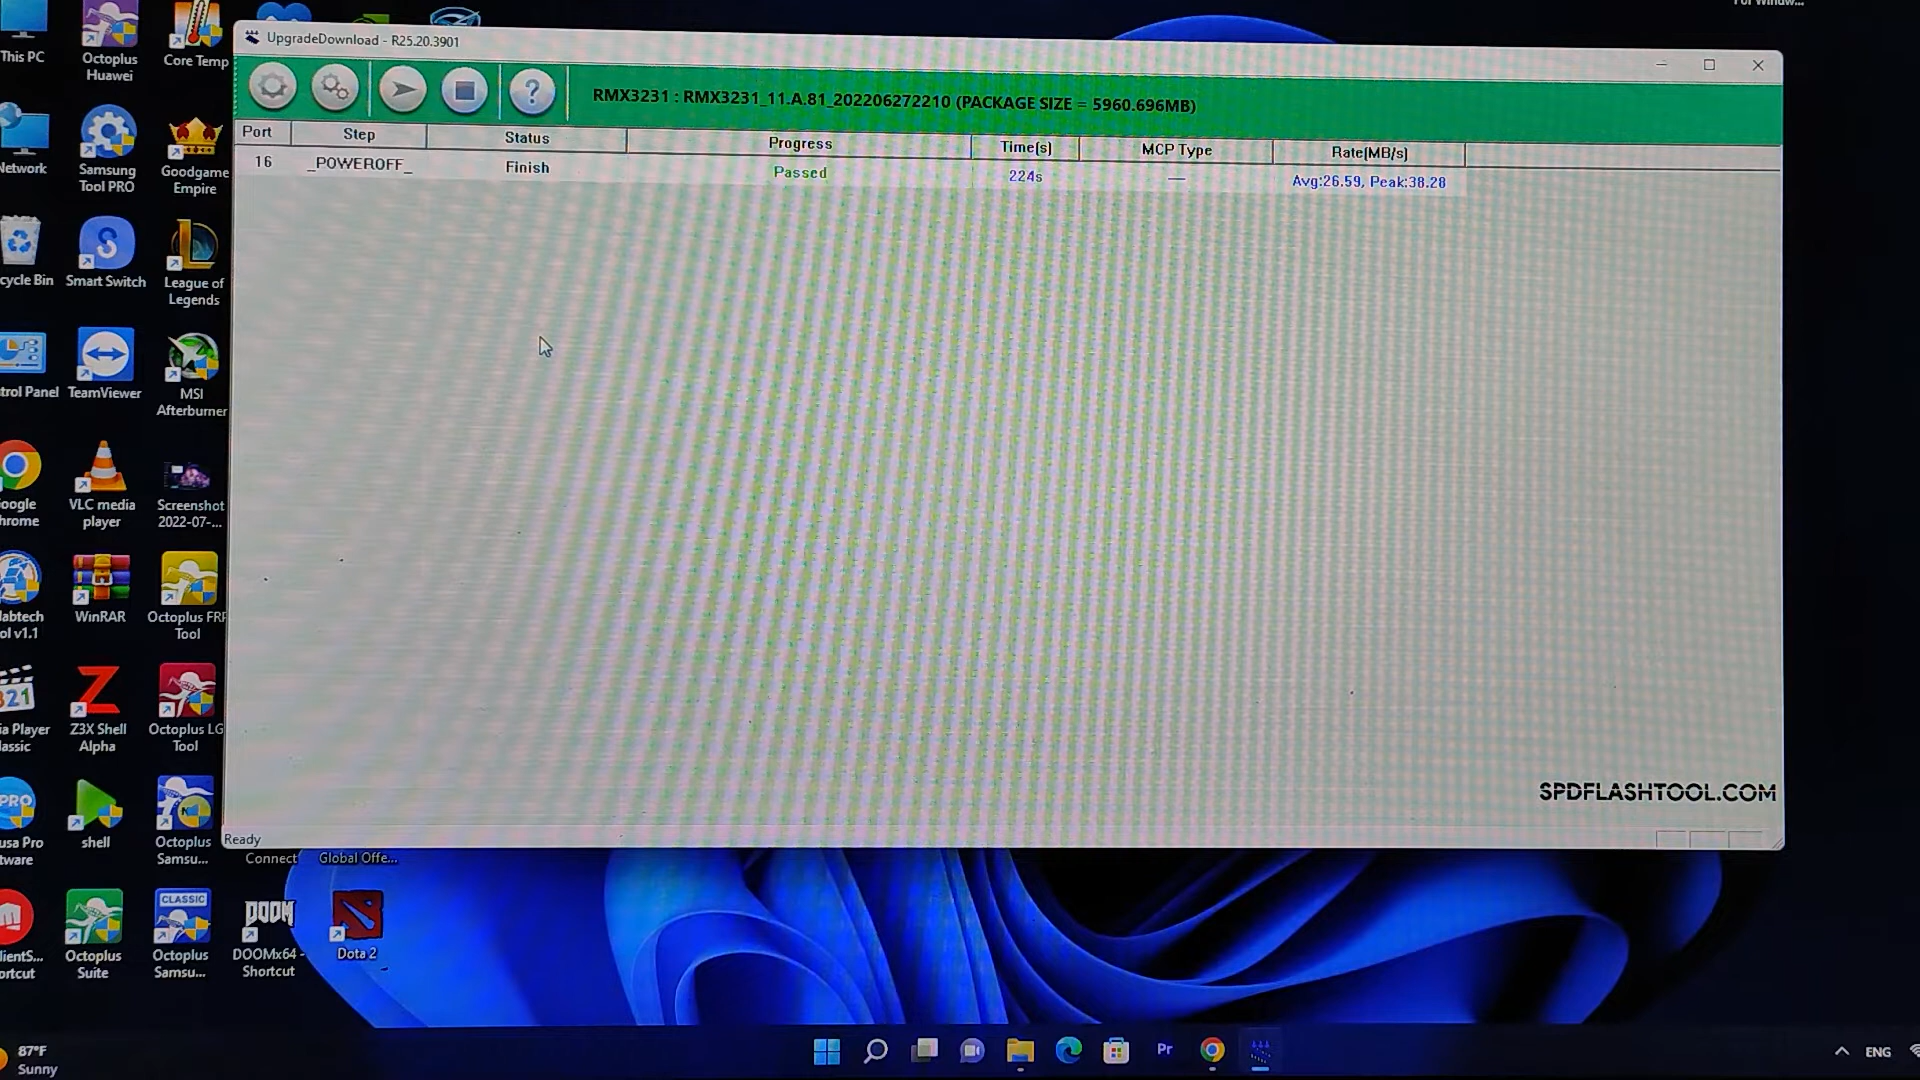 This PC
Octoplus
Huawei
Core Temp
UpgradeDownload - R25.20.3901
RMX3231 : RMX3231_11.A.81_202206272210 (PACKAGE SIZE = 5960.696MB)
Port
Step
Status
Progress
Time(s)
MCP Type
Rate(MB/s)
16
_POWEROFF_
Finish
Passed
224s
—
Avg:26.59, Peak:38.28
Network
Samsung
Tool PRO
Goodgame
Empire
cycle Bin
Smart Switch
League of
Legends
trol Panel
TeamViewer
MSI
Afterburner
oogle
hrome
VLC media
player
Screenshot
2022-07-...
labtech
ol v1.1
WinRAR
Octoplus FRP
Tool
321
ia Player
lassic
Z3X Shell
Alpha
Octoplus LG
Tool
PRO
usa Pro
tware
shell
Octoplus
Samsu...
SPDFLASHTOOL.COM
Ready
Connect
Global Offe...
lientS...
ortcut
Octoplus
Suite
CLASSIC
Octoplus
Samsu...
DOOM
DOOMx64 -
Shortcut
Dota 2
87°F
Sunny
Pr
ENG